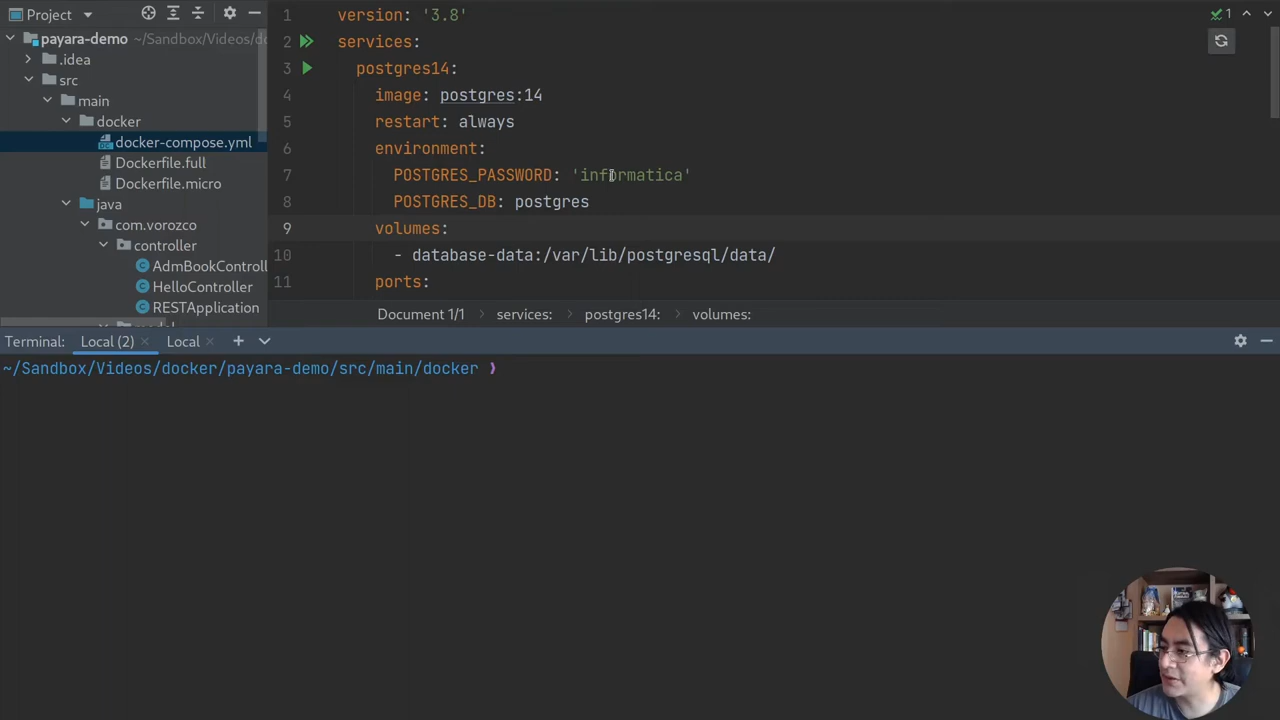 Project
payara-demo ~/Sandbox/Videos/d
.idea
src
main
docker
docker-compose.yml
Dockerfile.full
Dockerfile.micro
java
com.vorozco
controller
AdmBookControll
HelloController
RESTApplication
model
1 version: '3.8'
2 services:
3 postgres14:
4 image: postgres:14
5 restart: always
6 environment:
7 POSTGRES_PASSWORD: 'informatica'
8 POSTGRES_DB: postgres
9 volumes:
10 - database-data:/var/lib/postgresql/data/
11 ports:
1
Document 1/1 > services: > postgres14: > volumes:
Terminal: Local (2) × Local × +
~/Sandbox/Videos/docker/payara-demo/src/main/docker ❯